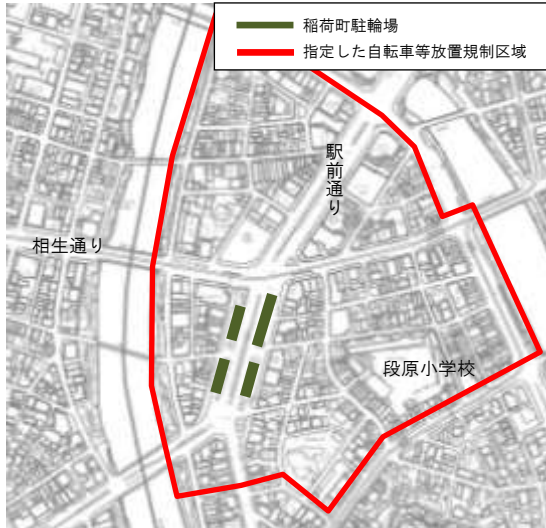 稲荷町駐輪場
指定した自転車等放置規制区域
駅前通り
相生通り
段原小学校